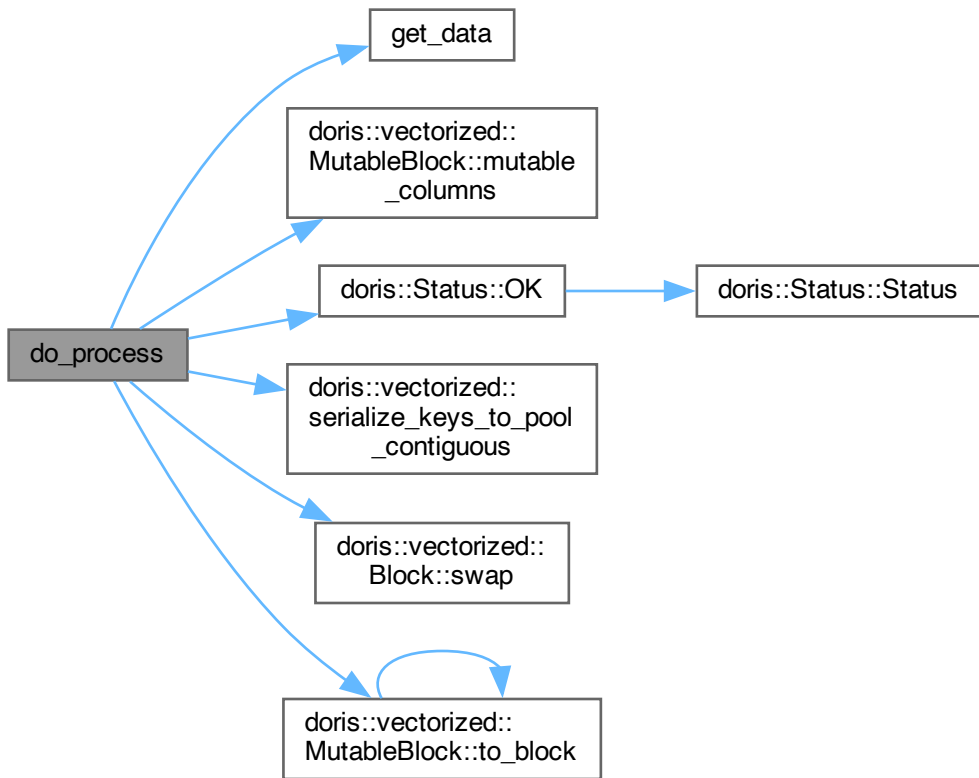 get_data
doris::vectorized::
MutableBlock::mutable
_columns
doris::Status::OK
doris::Status::Status
do_process
doris::vectorized::
serialize_keys_to_pool
_contiguous
doris::vectorized::
Block::swap
doris::vectorized::
MutableBlock::to_block